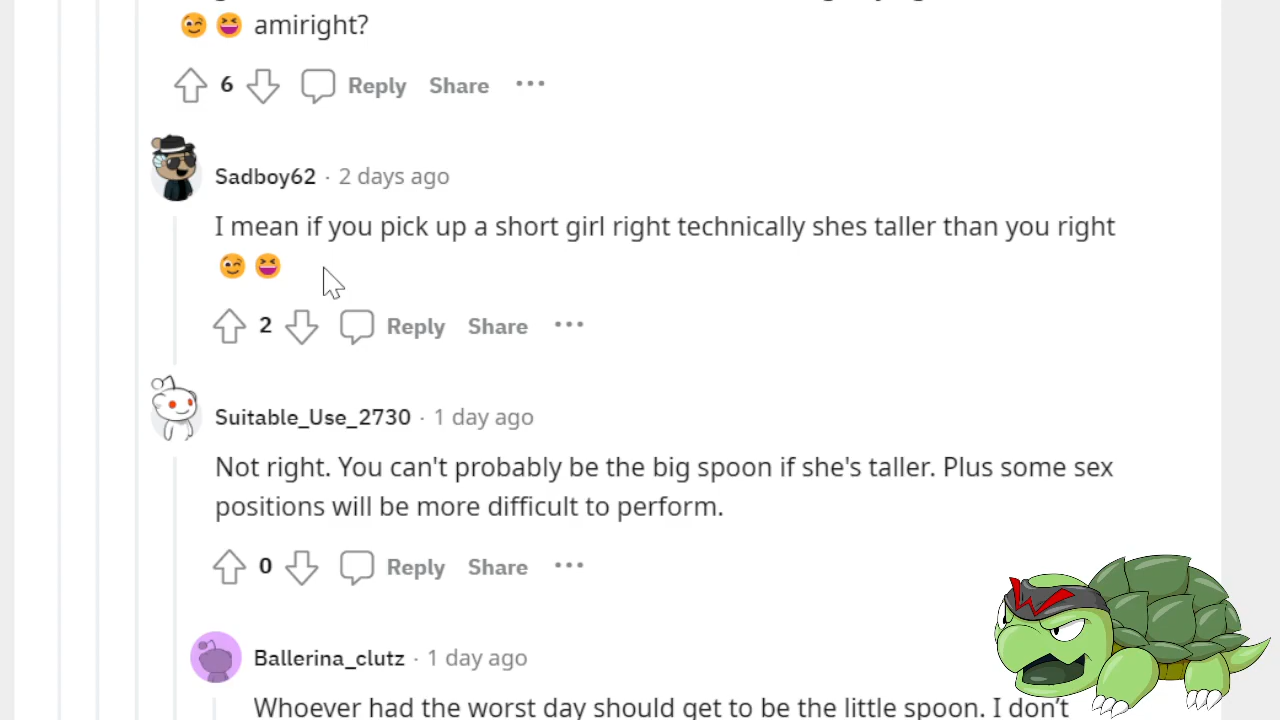 😉 😆 amiright?
6 Reply Share ...
Sadboy62 · 2 days ago
I mean if you pick up a short girl right technically shes taller than you right
😉 😆
2 Reply Share ...
Suitable_Use_2730 · 1 day ago
Not right. You can't probably be the big spoon if she's taller. Plus some sex
positions will be more difficult to perform.
0 Reply Share ...
Ballerina_clutz · 1 day ago
Whoever had the worst day should get to be the little spoon. I don't
W